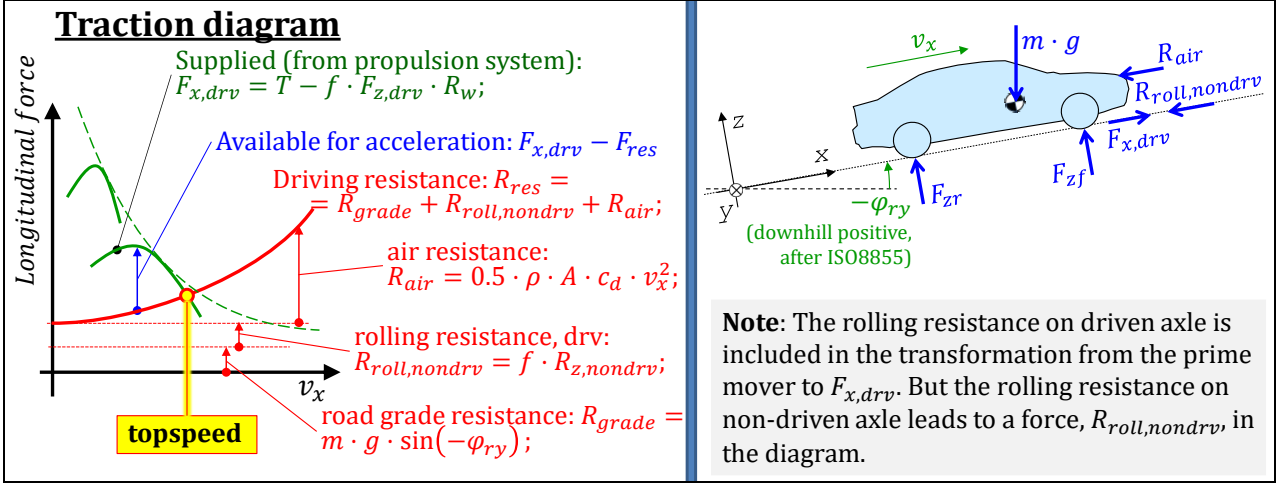 Traction diagram
Supplied (from propulsion system):
F_{x,drv} = T − f · F_{z,drv} · R_w;
Longitudinal force
Available for acceleration: F_{x,drv} − F_{res}
Driving resistance: R_{res} =
= R_{grade} + R_{roll,nondrv} + R_{air};
air resistance:
R_{air} = 0.5 · ρ · A · c_d · v_x^2;
rolling resistance, drv:
R_{roll,nondrv} = f · R_{z,nondrv};
v_x
road grade resistance: R_{grade} =
m · g · sin(−φ_{ry}) ;
topspeed
v_x
m · g
R_{air}
R_{roll,nondrv}
F_{x,drv}
F_{zf}
F_{zr}
z
x
y
−φ_{ry}
(downhill positive,
after ISO8855)
Note: The rolling resistance on driven axle is
included in the transformation from the prime
mover to F_{x,drv}. But the rolling resistance on
non-driven axle leads to a force, R_{roll,nondrv}, in
the diagram.